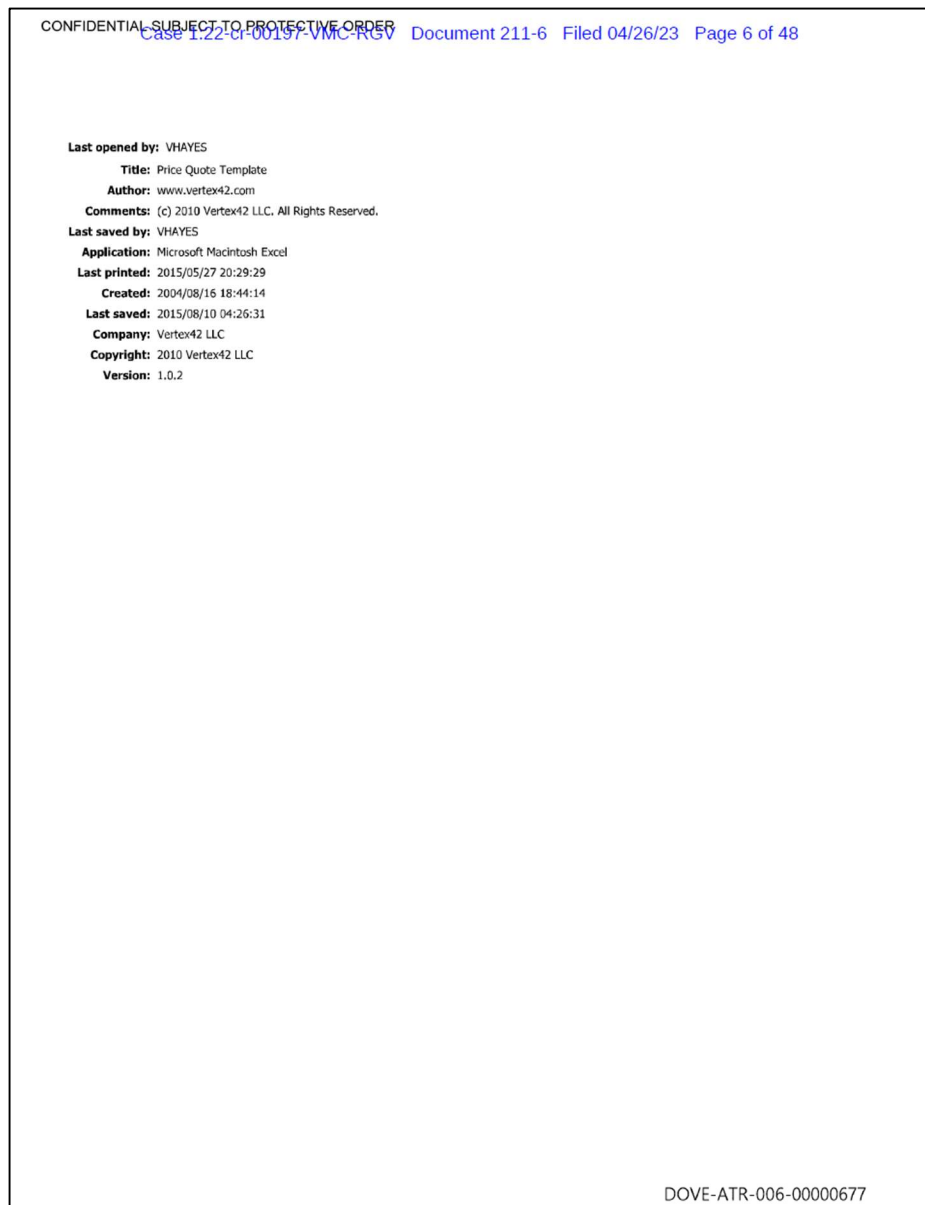 CONFIDENTIAL-SUBJECT TO PROTECTIVE ORDER
Case 1:22-cr-00197-VMC-RGV Document 211-6 Filed 04/26/23 Page 6 of 48
Last opened by: VHAYES
Title: Price Quote Template
Author: www.vertex42.com
Comments: (c) 2010 Vertex42 LLC. All Rights Reserved.
Last saved by: VHAYES
Application: Microsoft Macintosh Excel
Last printed: 2015/05/27 20:29:29
Created: 2004/08/16 18:44:14
Last saved: 2015/08/10 04:26:31
Company: Vertex42 LLC
Copyright: 2010 Vertex42 LLC
Version: 1.0.2
DOVE-ATR-006-00000677